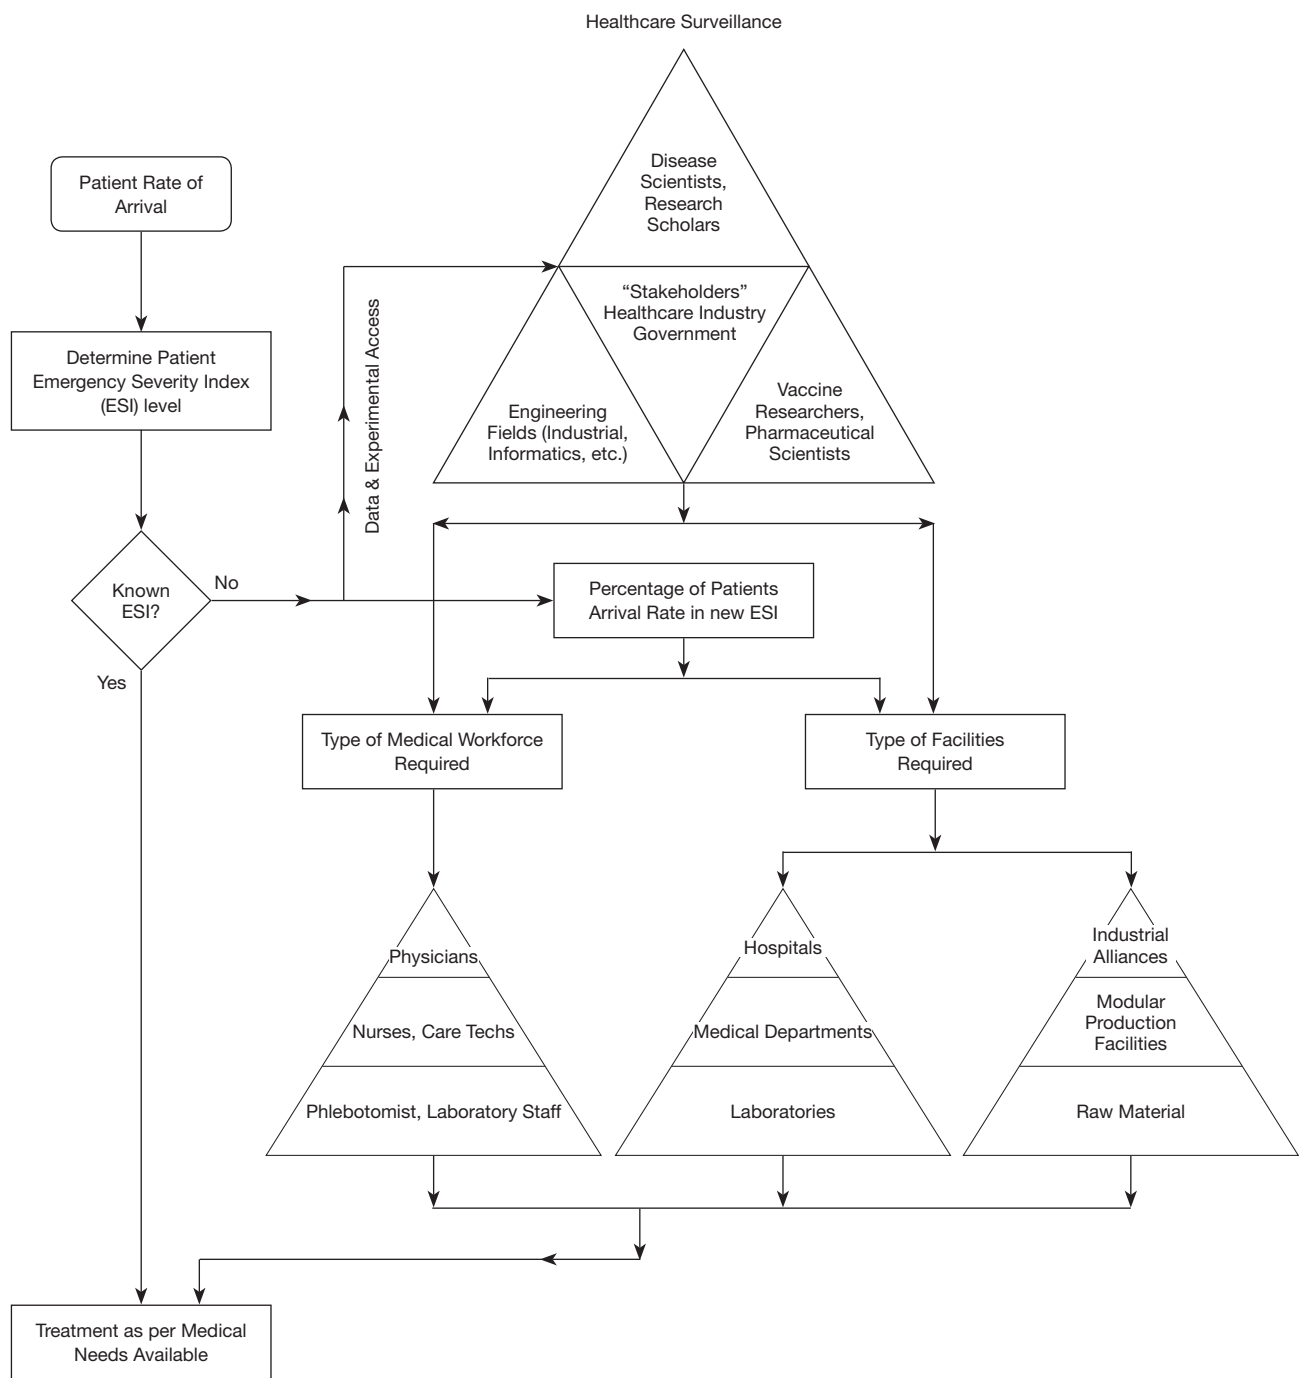 Healthcare Surveillance
Patient Rate of
Arrival
Disease
Scientists,
Research
Scholars
Determine Patient
Emergency Severity Index
(ESI) level
Data & Experimental Access
“Stakeholders”
Healthcare Industry
Government
Engineering
Fields (Industrial,
Informatics, etc.)
Vaccine
Researchers,
Pharmaceutical
Scientists
Known
ESI?
No
Yes
Percentage of Patients
Arrival Rate in new ESI
Type of Medical Workforce
Required
Type of Facilities
Required
Physicians
Nurses, Care Techs
Phlebotomist, Laboratory Staff
Hospitals
Medical Departments
Laboratories
Industrial
Alliances
Modular
Production
Facilities
Raw Material
Treatment as per Medical
Needs Available